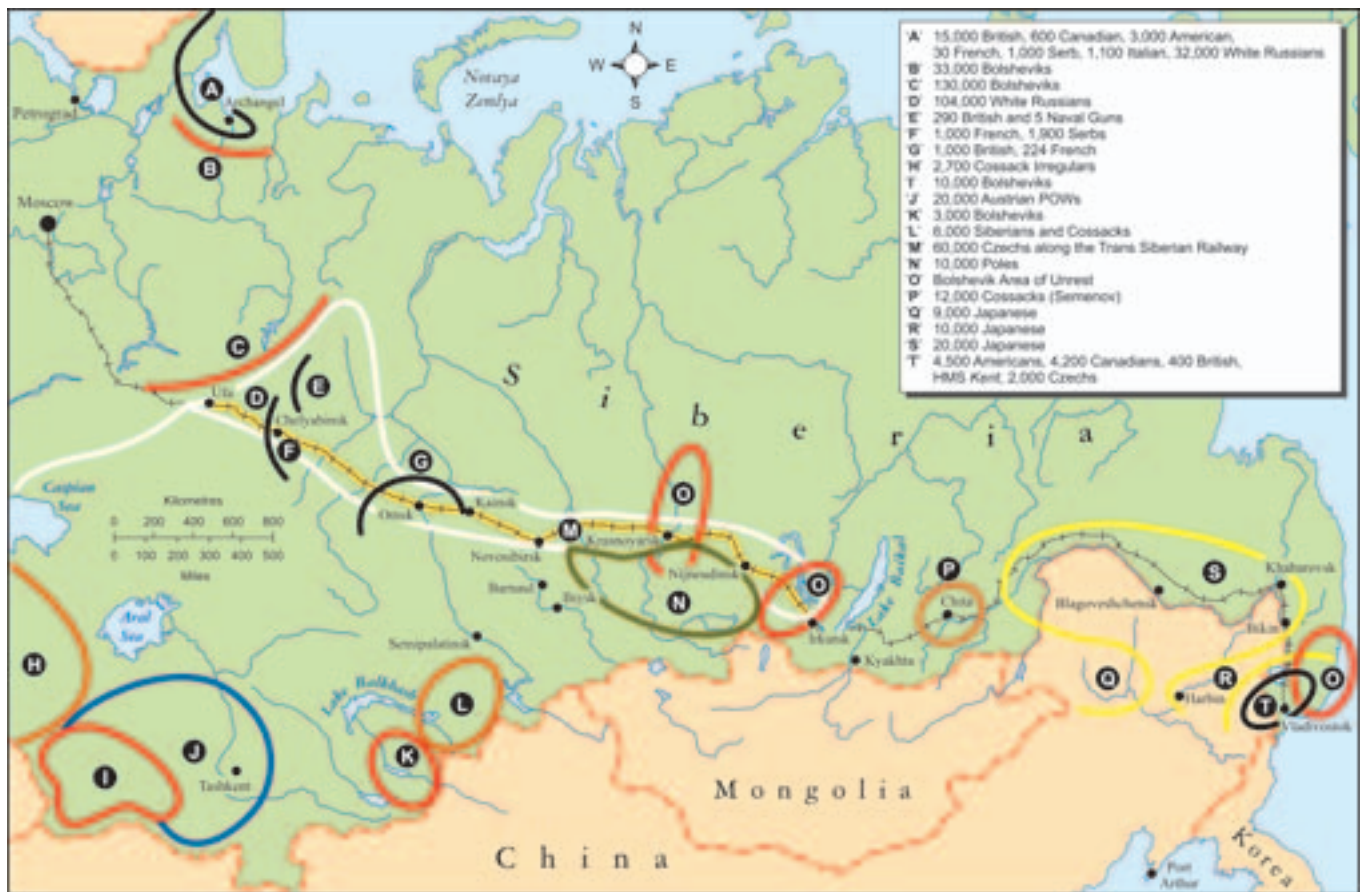 'A' 15,000 British, 600 Canadian, 3,000 American,
30 French, 1,000 Serb, 1,100 Italian, 32,000 White Russians
'B' 33,000 Bolsheviks
'C' 130,000 Bolsheviks
'D' 104,000 White Russians
'E' 290 British and 5 Naval Guns
'F' 1,000 French, 1,900 Serbs
'G' 1,000 British, 224 French
'H' 2,700 Cossack Irregulars
'I' 10,000 Bolsheviks
'J' 20,000 Austrian POWs
'K' 3,000 Bolsheviks
'L' 8,000 Siberians and Cossacks
'M' 60,000 Czechs along the Trans Siberian Railway
'N' 10,000 Poles
'O' Bolshevik Area of Unrest
'P' 12,000 Cossacks (Semenov)
'Q' 9,000 Japanese
'R' 10,000 Japanese
'S' 20,000 Japanese
'T' 4,500 Americans, 4,200 Canadians, 400 British,
HMS Kent, 2,000 Czechs
N
W E
S
Zemlya
A
Archangel
Petrograd
B
Moscow
Siberia
C
D
E
Ufa
Chelyabinsk
F
G
Omsk
Kainsk
Caspian
Sea
Kilometres
0 200 400 600 800
0 100 200 300 400 500
Miles
M
O
Krasnoyarsk
Novosibirsk
Nijneudinsk
Barnaul
Biysk
N
O
Irkutsk
Lake Baikal
P
Chita
Kyakhta
S
Khabarovsk
Blagoveshchensk
Bikin
Aral
Sea
Semipalatinsk
H
Lake Balkhash
L
K
J
I
Tashkent
Q
R
Harbin
T
O
Vladivostok
Mongolia
China
Korea
Port
Arthur